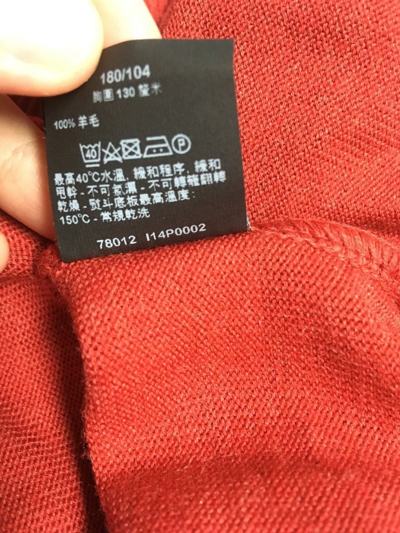 180/104
胸圍 130 釐米
100% 羊毛
40 P
最高40°C水溫，緩和程序，緩和
甩幹－不可氯漂－不可轉籠翻轉
乾燥－熨斗底板最高溫度：
150°C－常規乾洗
78012 I14P0002